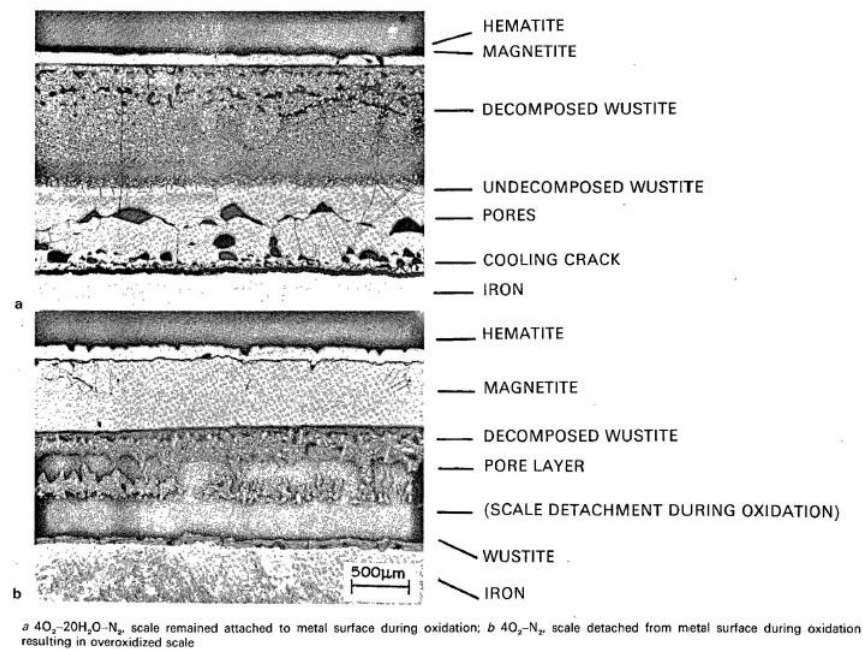 HEMATITE
MAGNETITE
DECOMPOSED WUSTITE
UNDECOMPOSED WUSTITE
PORES
COOLING CRACK
IRON
a
HEMATITE
MAGNETITE
DECOMPOSED WUSTITE
PORE LAYER
(SCALE DETACHMENT DURING OXIDATION)
WUSTITE
500μm
b
IRON
a 4O₂–20H₂O–N₂, scale remained attached to metal surface during oxidation; b 4O₂–N₂, scale detached from metal surface during oxidation
resulting in overoxidized scale